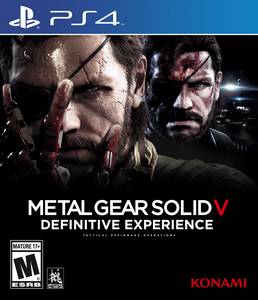 PS4
METAL GEAR SOLID V
DEFINITIVE EXPERIENCE
TACTICAL ESPIONAGE OPERATIONS
MATURE 17+
M
ESRB
KONAMI